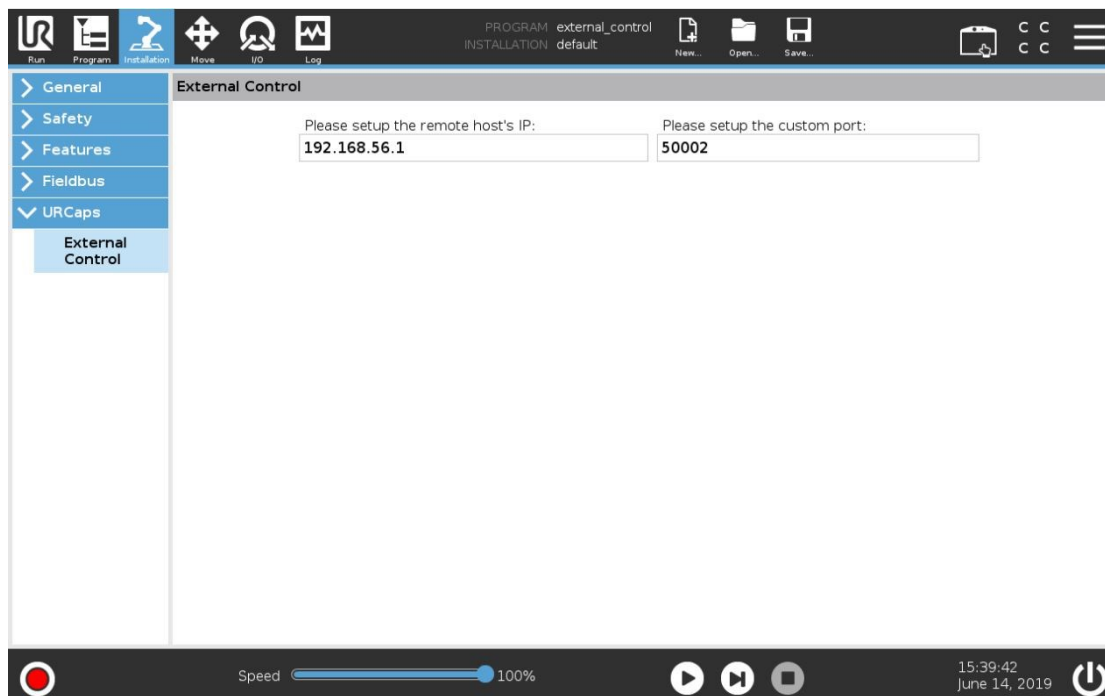 UR
Run
Program
Installation
Move
I/O
Log
PROGRAM external_control
INSTALLATION default
New...
Open...
Save...
C C
C C
General
Safety
Features
Fieldbus
URCaps
External
Control
External Control
Please setup the remote host's IP:
192.168.56.1
Please setup the custom port:
50002
Speed 100%
15:39:42
June 14, 2019